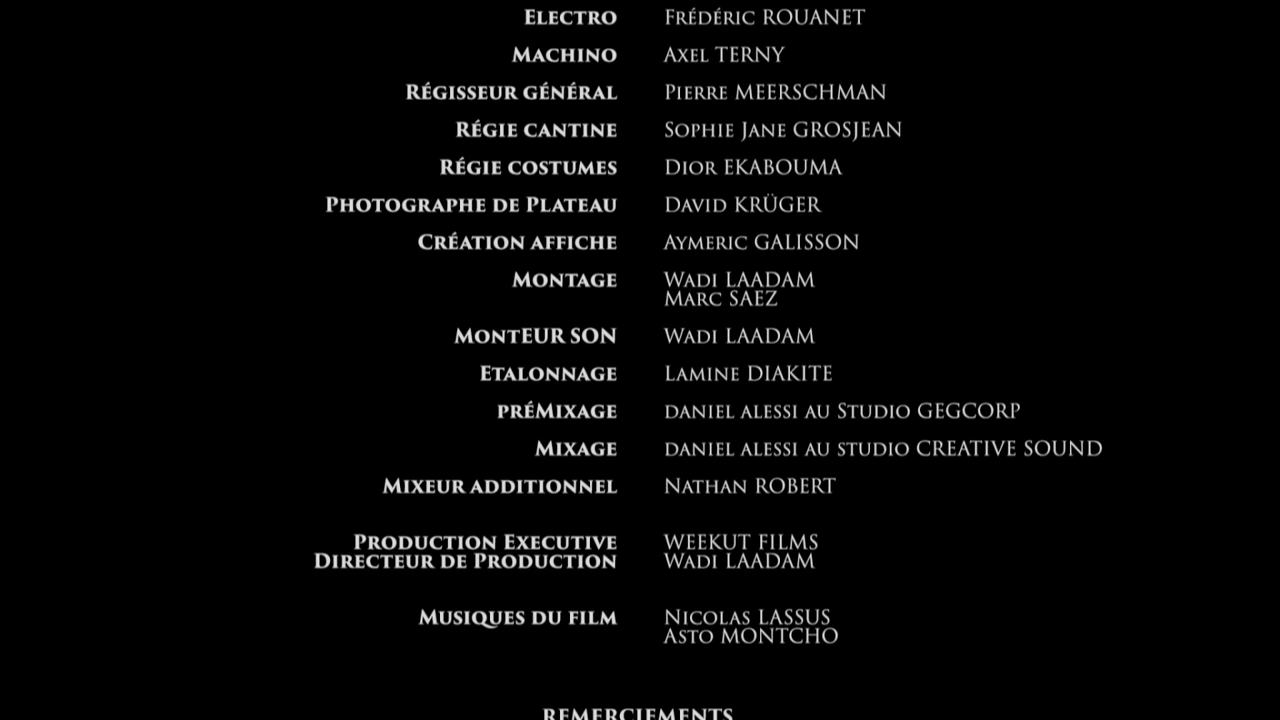 Electro Frédéric ROUANET
Machino Axel TERNY
Régisseur général Pierre MEERSCHMAN
Régie cantine Sophie Jane GROSJEAN
Régie costumes Dior EKABOUMA
Photographe de Plateau David KRÜGER
Création affiche Aymeric GALISSON
Montage Wadi LAADAM
Marc SAEZ
MontEUR SON Wadi LAADAM
Etalonnage Lamine DIAKITE
préMixage daniel alessi au Studio GEGCORP
Mixage daniel alessi au studio CREATIVE SOUND
Mixeur additionnel Nathan ROBERT
Production Executive WEEKUT FILMS
Directeur de Production Wadi LAADAM
Musiques du film Nicolas LASSUS
Asto MONTCHO
REMERCIEMENTS